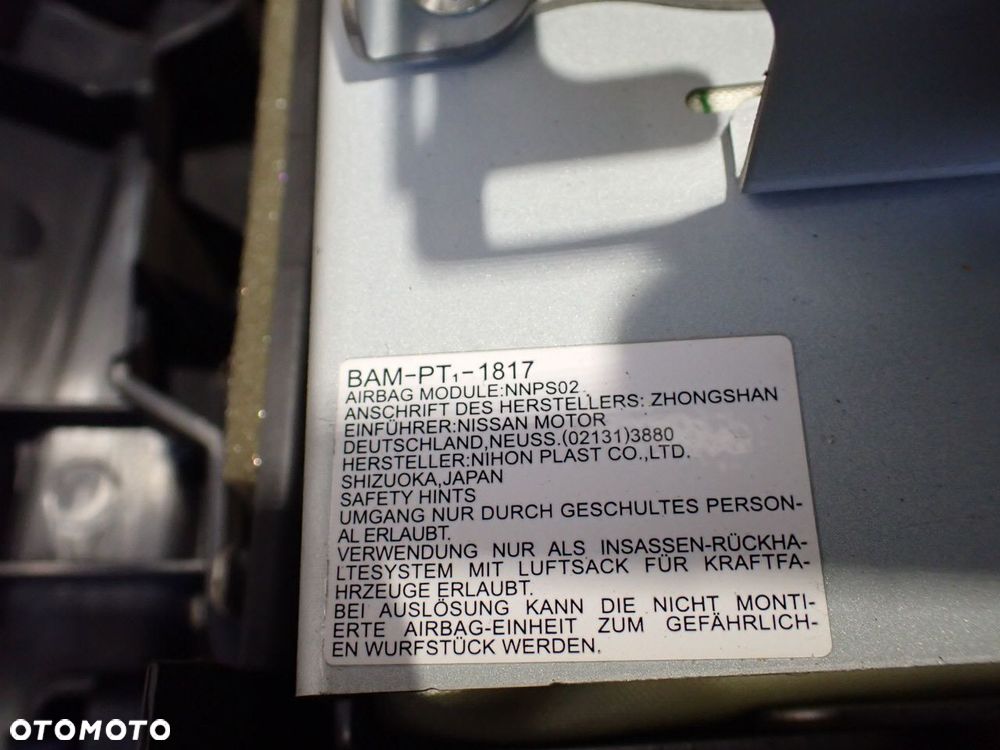 BAM-PT₁-1817
AIRBAG MODULE:NNPS02
ANSCHRIFT DES HERSTELLERS: ZHONGSHAN
EINFÜHRER:NISSAN MOTOR
DEUTSCHLAND,NEUSS.(02131)3880
HERSTELLER:NIHON PLAST CO.,LTD.
SHIZUOKA,JAPAN
SAFETY HINTS
UMGANG NUR DURCH GESCHULTES PERSON-
AL ERLAUBT.
VERWENDUNG NUR ALS INSASSEN-RÜCKHA-
LTESYSTEM MIT LUFTSACK FÜR KRAFTFA-
HRZEUGE ERLAUBT.
BEI AUSLÖSUNG KANN DIE NICHT MONTI-
ERTE AIRBAG-EINHEIT ZUM GEFÄHRLICH-
EN WURFSTÜCK WERDEN.
OTOMOTO